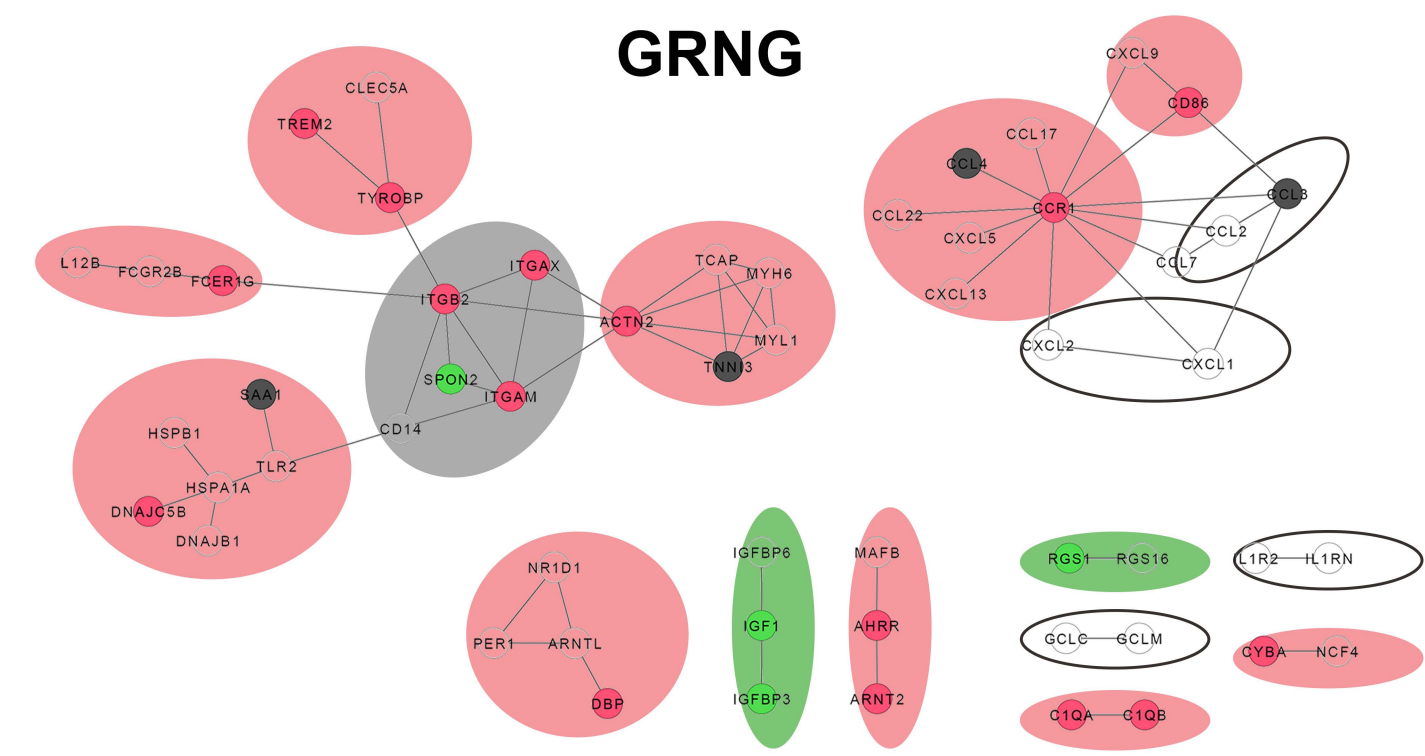 GRNG
CXCL9
CLEC5A
CD86
TREM2
CCL17
CCL4
TYROBP
CCL3
CCR1
CCL22
CCL2
CXCL5
CCL7
L12B
FCGR2B
FCER1G
ITGAX
TCAP
MYH6
CXCL13
ITGB2
ACTN2
MYL1
CXCL2
CXCL1
TNNI3
SPON2
ITGAM
SAA1
CD14
HSPB1
TLR2
HSPA1A
DNAJC5B
DNAJB1
NR1D1
IGFBP6
MAFB
RGS1
RGS16
L1R2
IL1RN
IGF1
AHRR
PER1
ARNTL
GCLC
GCLM
CYBA
NCF4
DBP
IGFBP3
ARNT2
C1QA
C1QB